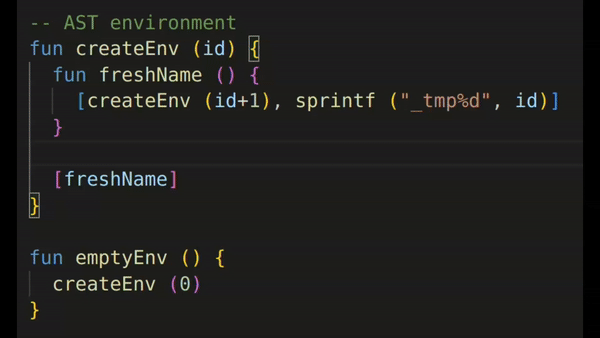 -- AST environment
fun createEnv (id) {
fun freshName () {
[createEnv (id+1), sprintf ("_tmp%d", id)]
}
[freshName]
}
fun emptyEnv () {
createEnv (0)
}